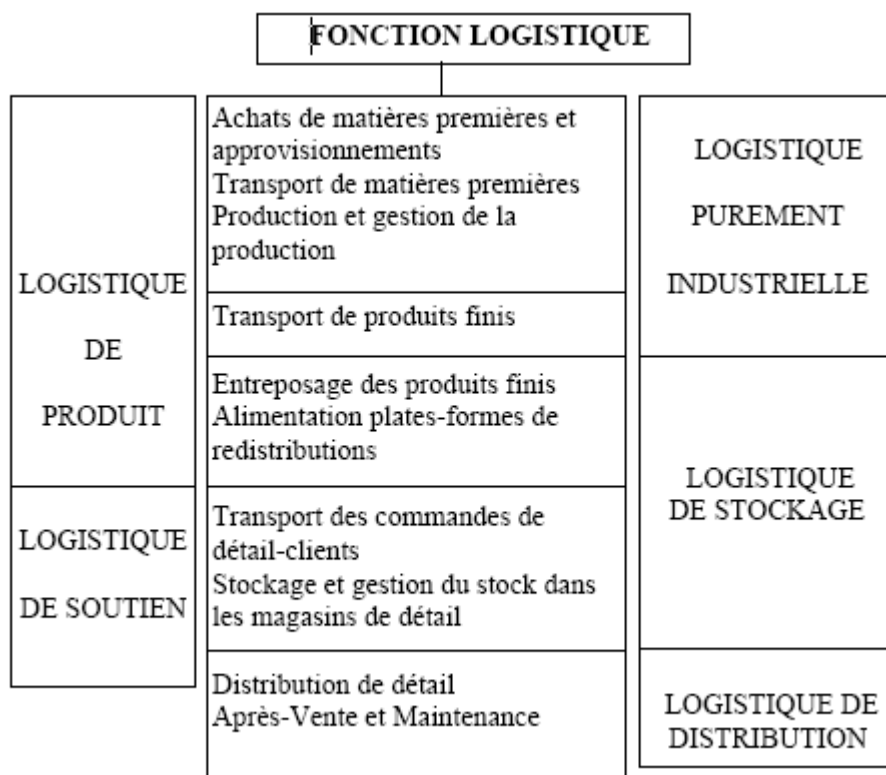 FONCTION LOGISTIQUE
LOGISTIQUE
DE
PRODUIT
LOGISTIQUE
DE SOUTIEN
Achats de matières premières et
approvisionnements
Transport de matières premières
Production et gestion de la
production
Transport de produits finis
Entreposage des produits finis
Alimentation plates-formes de
redistributions
Transport des commandes de
détail-clients
Stockage et gestion du stock dans
les magasins de détail
Distribution de détail
Après-Vente et Maintenance
LOGISTIQUE
PUREMENT
INDUSTRIELLE
LOGISTIQUE
DE STOCKAGE
LOGISTIQUE DE
DISTRIBUTION